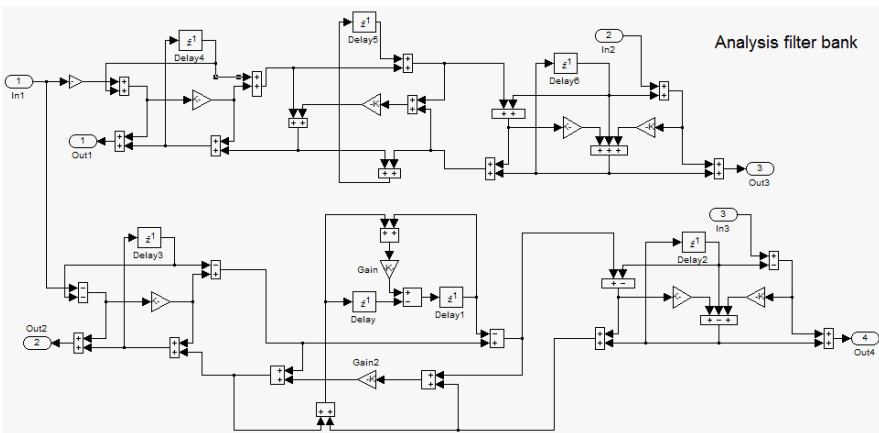 Analysis filter bank
1
In1
z^1
Delay4
z^1
Delay5
2
In2
z^1
Delay6
K-
-K
K-
-K
1
Out1
3
Out3
3
In3
z^1
Delay3
Gain
-K-
z^1
Delay
z^1
Delay1
z^1
Delay2
K-
K-
-K
Out2
2
Gain2
-K
4
Out4